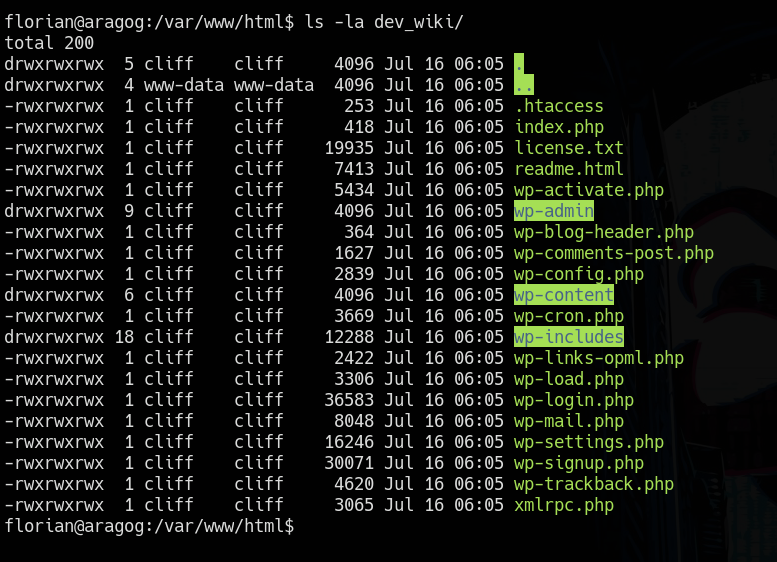 florian@aragog:/var/www/html$ ls -la dev_wiki/
total 200
drwxrwxrwx  5 cliff    cliff     4096 Jul 16 06:05 .
drwxrwxrwx  4 www-data www-data  4096 Jul 16 06:05 ..
-rwxrwxrwx  1 cliff    cliff      253 Jul 16 06:05 .htaccess
-rwxrwxrwx  1 cliff    cliff      418 Jul 16 06:05 index.php
-rwxrwxrwx  1 cliff    cliff    19935 Jul 16 06:05 license.txt
-rwxrwxrwx  1 cliff    cliff     7413 Jul 16 06:05 readme.html
-rwxrwxrwx  1 cliff    cliff     5434 Jul 16 06:05 wp-activate.php
drwxrwxrwx  9 cliff    cliff     4096 Jul 16 06:05 wp-admin
-rwxrwxrwx  1 cliff    cliff      364 Jul 16 06:05 wp-blog-header.php
-rwxrwxrwx  1 cliff    cliff     1627 Jul 16 06:05 wp-comments-post.php
-rwxrwxrwx  1 cliff    cliff     2839 Jul 16 06:05 wp-config.php
drwxrwxrwx  6 cliff    cliff     4096 Jul 16 06:05 wp-content
-rwxrwxrwx  1 cliff    cliff     3669 Jul 16 06:05 wp-cron.php
drwxrwxrwx 18 cliff    cliff    12288 Jul 16 06:05 wp-includes
-rwxrwxrwx  1 cliff    cliff     2422 Jul 16 06:05 wp-links-opml.php
-rwxrwxrwx  1 cliff    cliff     3306 Jul 16 06:05 wp-load.php
-rwxrwxrwx  1 cliff    cliff    36583 Jul 16 06:05 wp-login.php
-rwxrwxrwx  1 cliff    cliff     8048 Jul 16 06:05 wp-mail.php
-rwxrwxrwx  1 cliff    cliff    16246 Jul 16 06:05 wp-settings.php
-rwxrwxrwx  1 cliff    cliff    30071 Jul 16 06:05 wp-signup.php
-rwxrwxrwx  1 cliff    cliff     4620 Jul 16 06:05 wp-trackback.php
-rwxrwxrwx  1 cliff    cliff     3065 Jul 16 06:05 xmlrpc.php
florian@aragog:/var/www/html$